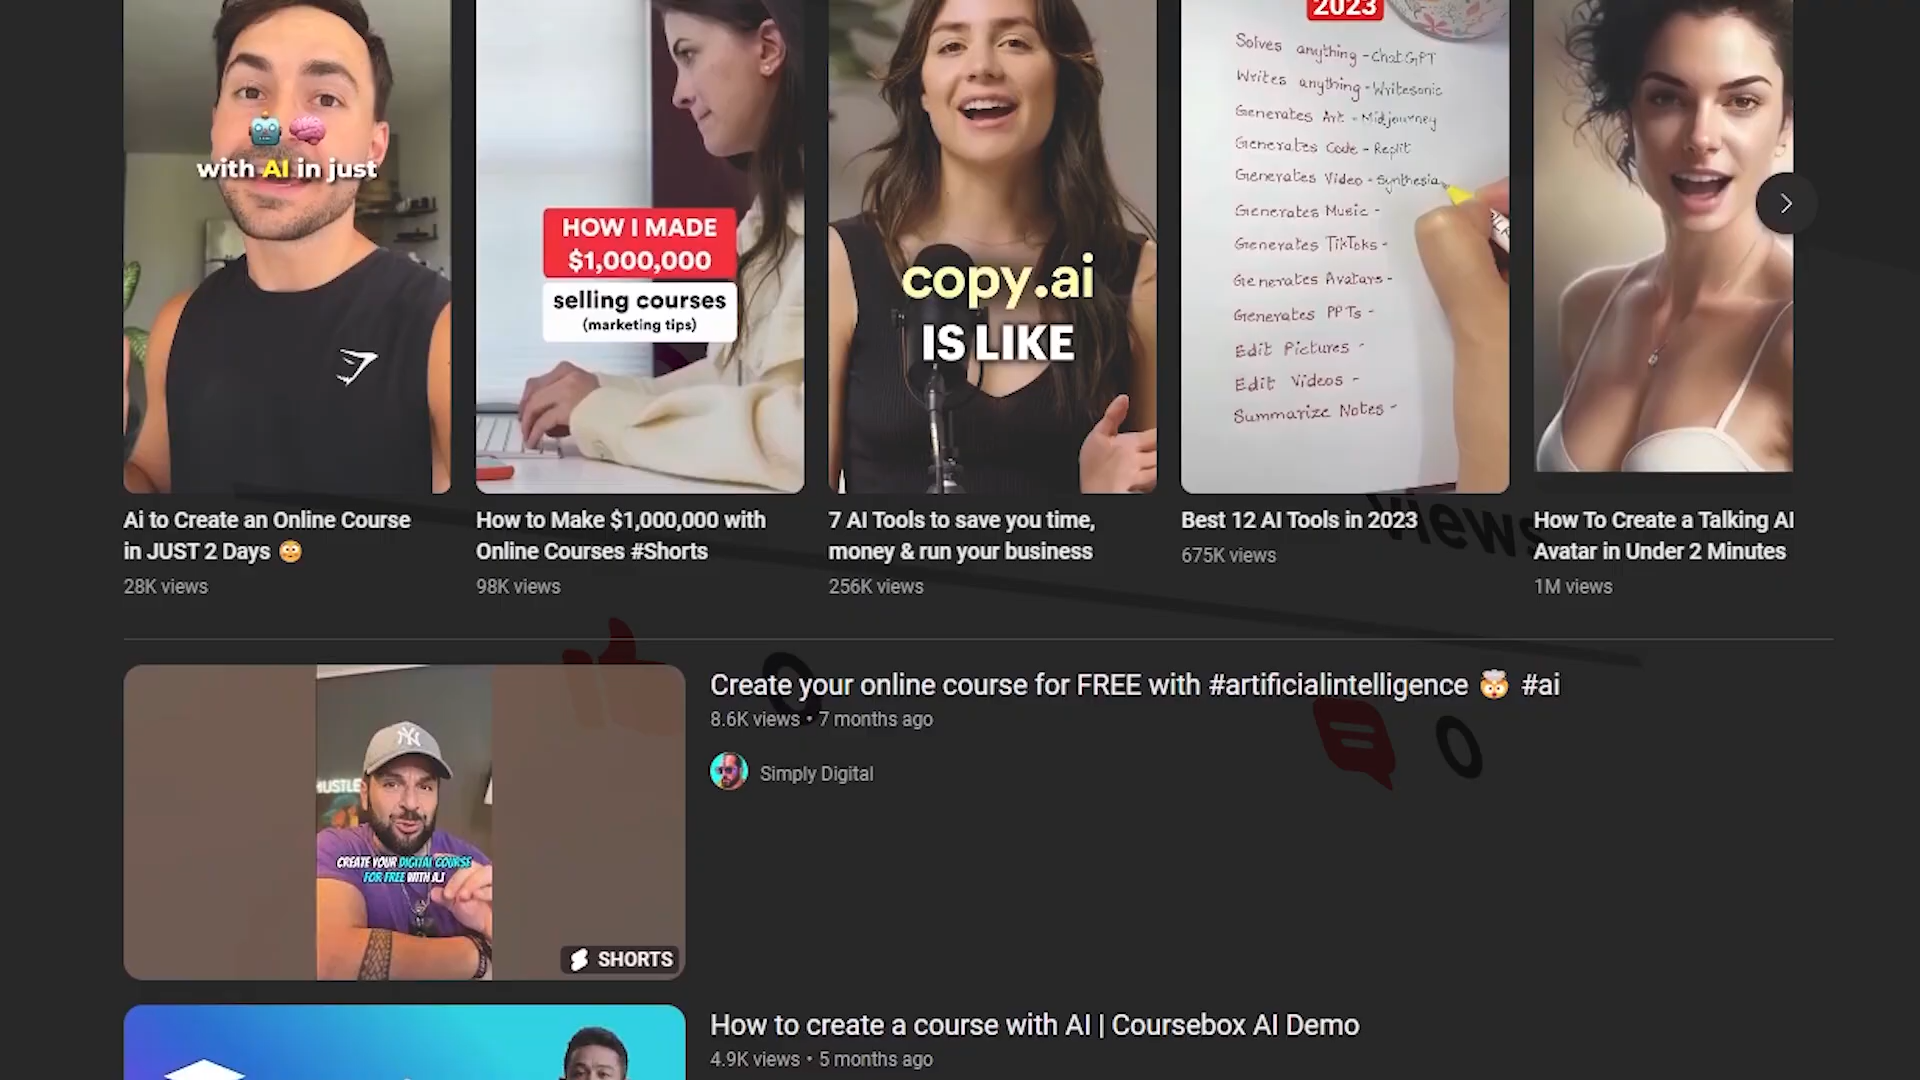 with AI in just
HOW I MADE
$1,000,000
selling courses
(marketing tips)
copy.ai
IS LIKE
2023
Solves anything - ChatGPT
Writes anything - Writesonic
Generates Art - Midjourney
Generates Code - Replit
Generates Video - Synthesia
Generates Music -
Generates TikToks -
Generates Avatars -
Generates PPTs -
Edit Pictures -
Edit Videos -
Summarize Notes -
Ai to Create an Online Course
in JUST 2 Days 😳
28K views
How to Make $1,000,000 with
Online Courses #Shorts
98K views
7 AI Tools to save you time,
money & run your business
256K views
Best 12 AI Tools in 2023
675K views
How To Create a Talking AI
Avatar in Under 2 Minutes
1M views
views
0
0
HUSTLE
NY
CREATE YOUR DIGITAL COURSE
FOR FREE WITH A.I
SHORTS
Create your online course for FREE with #artificialintelligence 🤯 #ai
8.6K views • 7 months ago
Simply Digital
How to create a course with AI | Coursebox AI Demo
4.9K views • 5 months ago